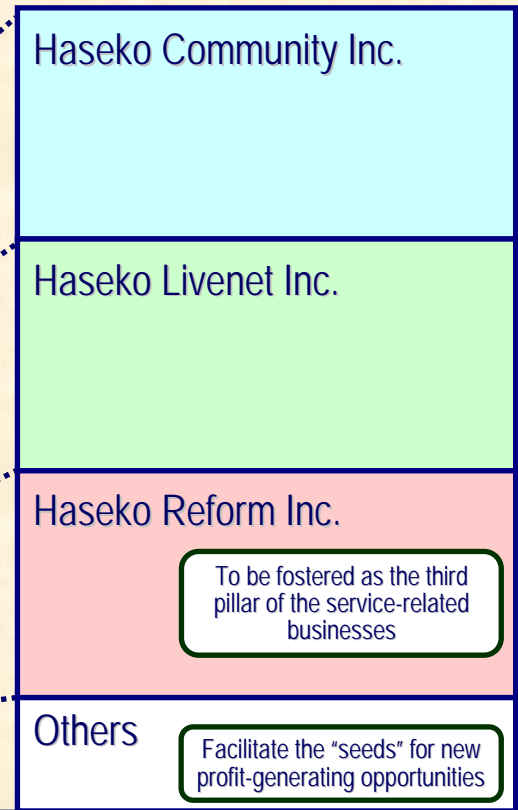 Haseko Community Inc.
Haseko Livenet Inc.
Haseko Reform Inc.
To be fostered as the third
pillar of the service-related
businesses
Others
Facilitate the “seeds” for new
profit-generating opportunities